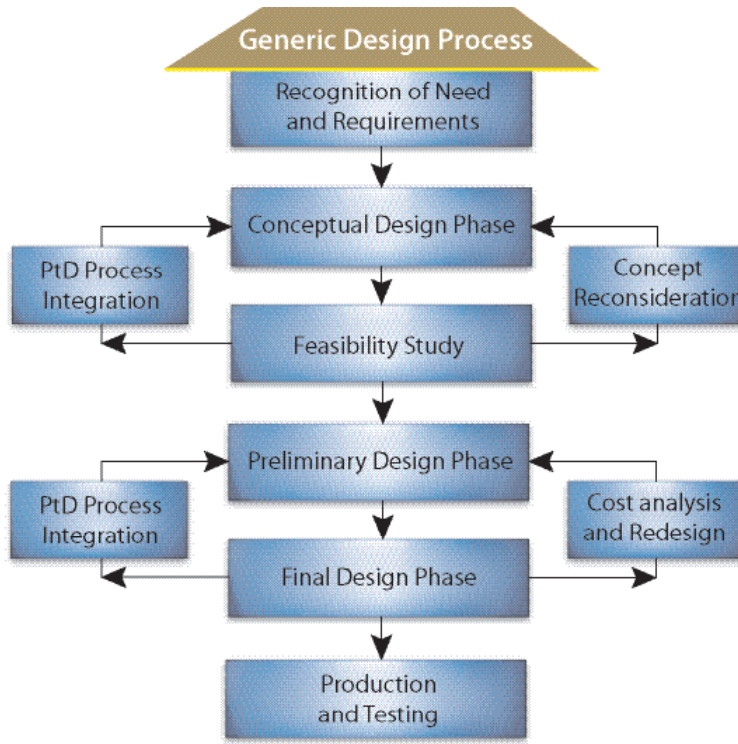 Generic Design Process
Recognition of Need
and Requirements
Conceptual Design Phase
PtD Process
Integration
Concept
Reconsideration
Feasibility Study
Preliminary Design Phase
PtD Process
Integration
Cost analysis
and Redesign
Final Design Phase
Production
and Testing